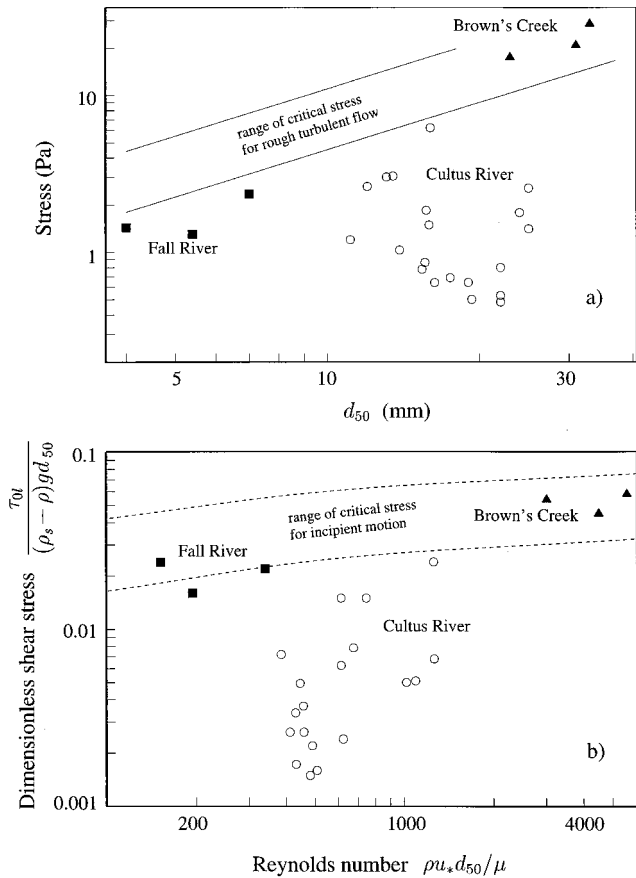 Brown's Creek
10
range of critical stress
for rough turbulent flow
Stress (Pa)
Cultus River
Fall River
1
a)
5
10
20
30
d50 (mm)
0.1
range of critical stress
for incipient motion
Brown's Creek
Fall River
Dimensionless shear stress τ0l / (ρs − ρ)gd50
0.01
Cultus River
b)
0.001
200
1000
4000
Reynolds number ρu*d50/μ